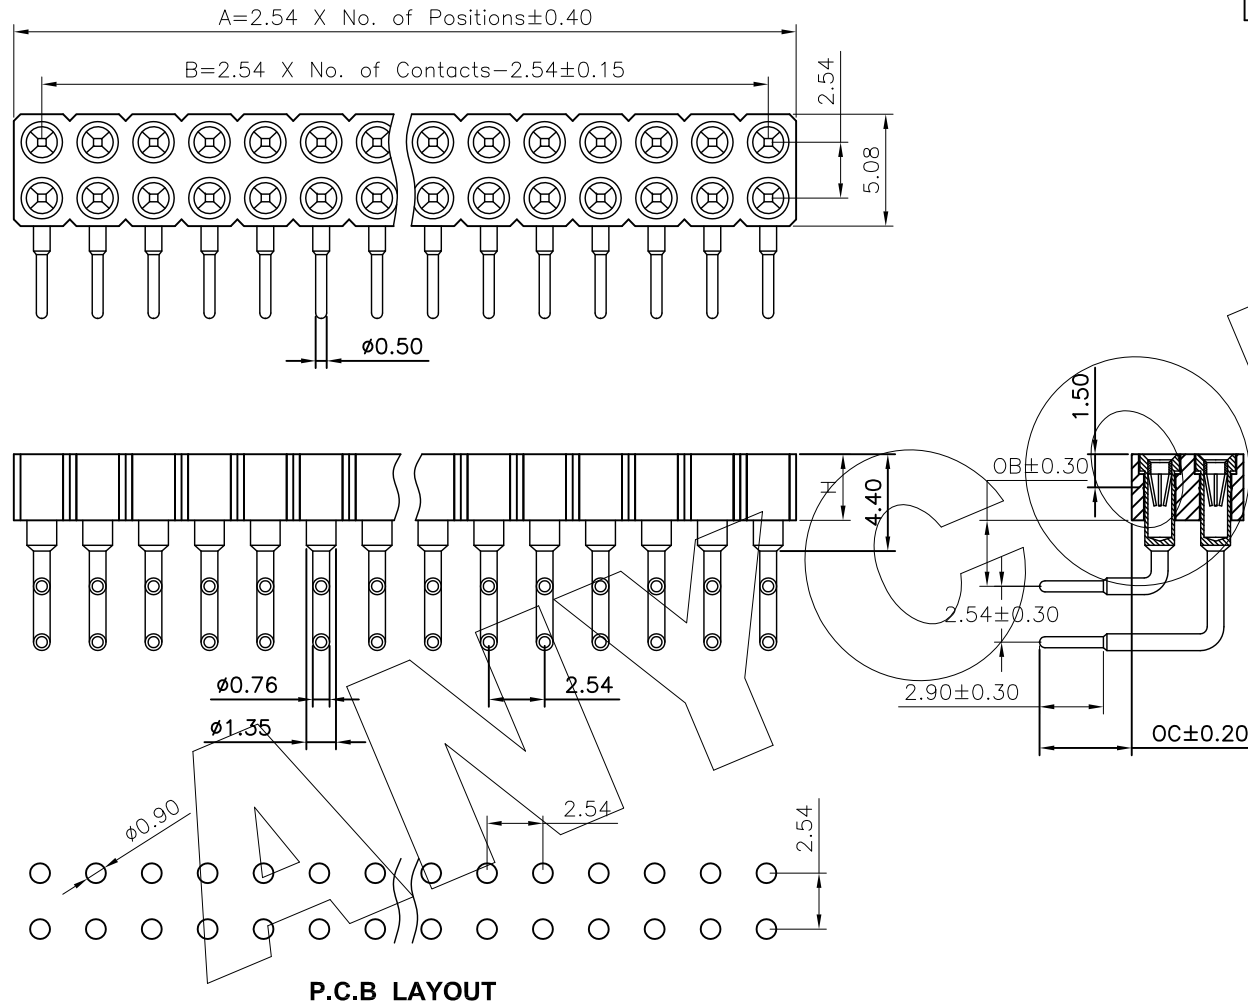 A=2.54 X No. of Positions±0.40
B=2.54 X No. of Contacts-2.54±0.15
2.54
5.08
ø0.50
1.50
OB±0.30
H
4.40
2.54±0.30
ø0.76
2.54
2.90±0.30
ø1.35
OC±0.20
ø0.90
2.54
2.54
P.C.B LAYOUT
ANYCO